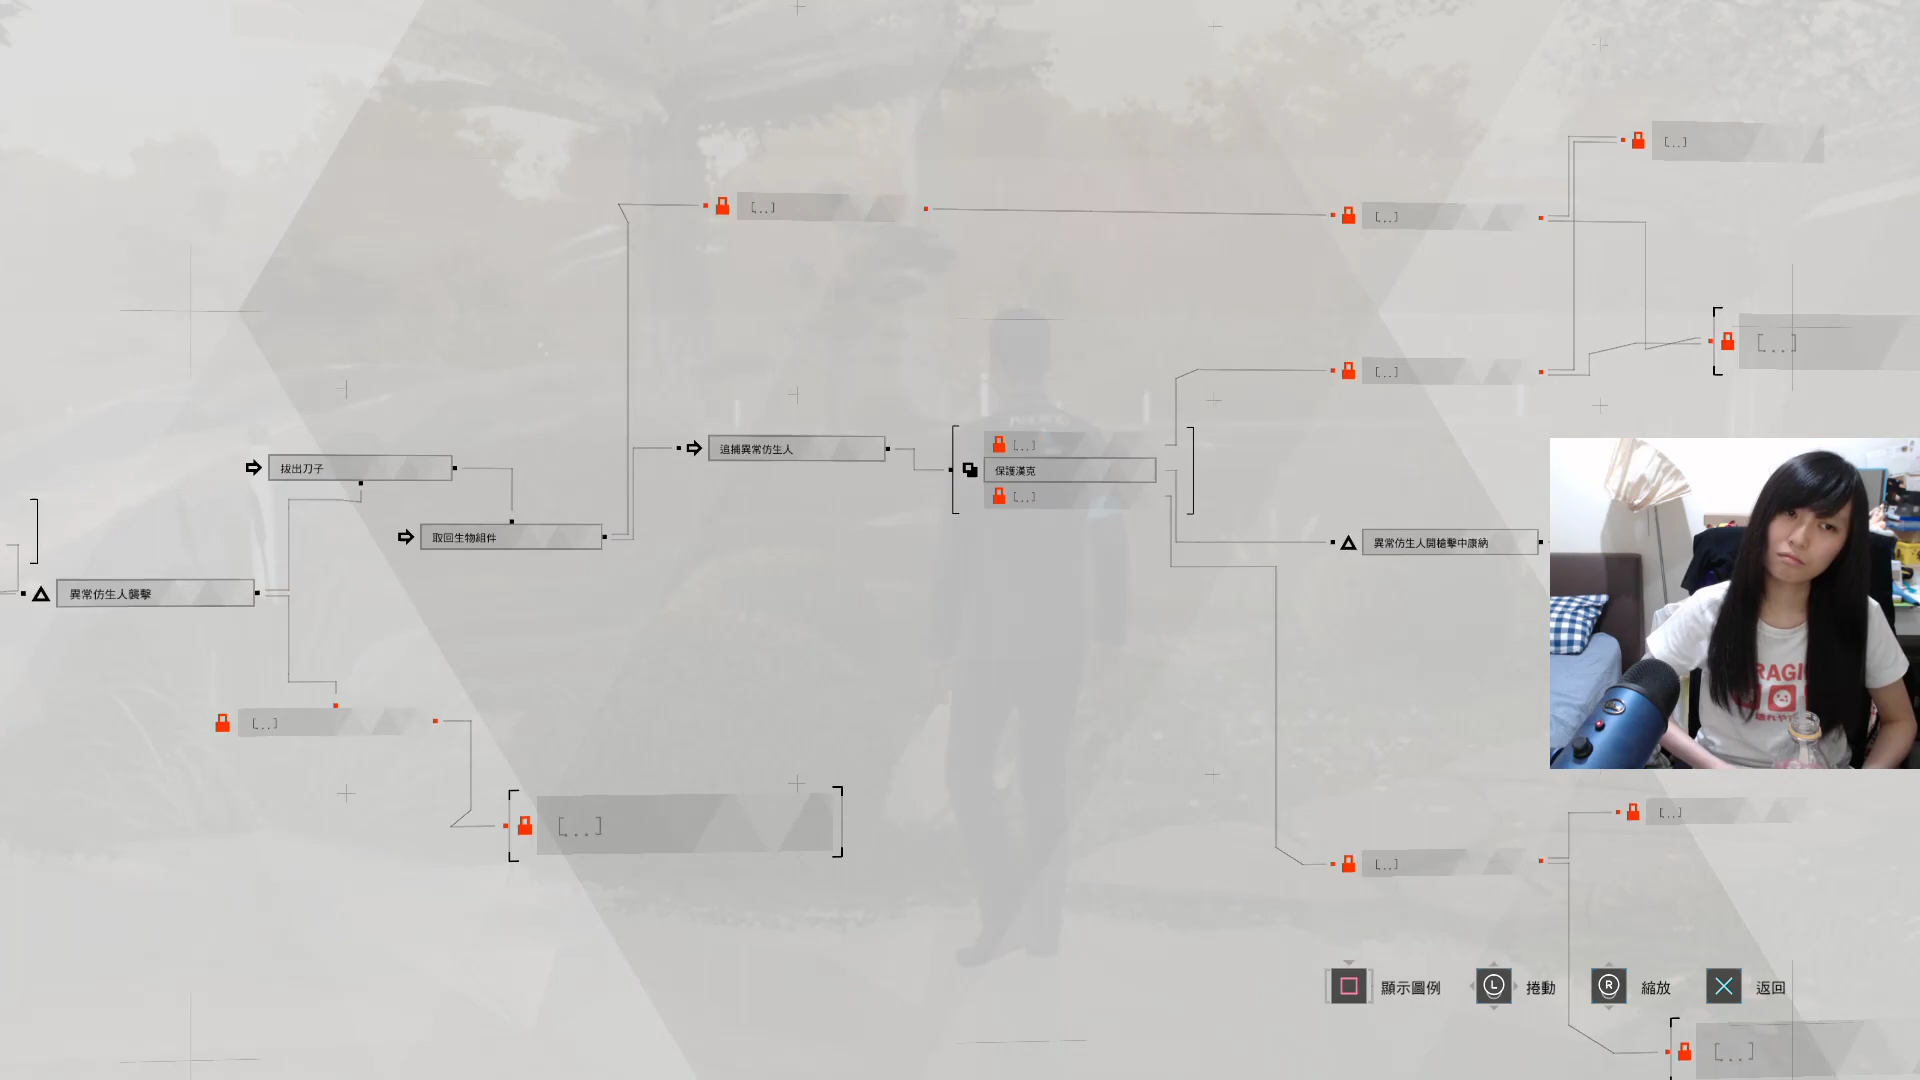 [...]
[...]
[...]
[...]
[...]
追捕異常仿生人
[...]
拔出刀子
保護漢克
[...]
取回生物組件
異常仿生人開槍擊中康納
異常仿生人襲擊
[...]
[...]
[...]
[...]
顯示圖例
L
捲動
R
縮放
返回
[...]